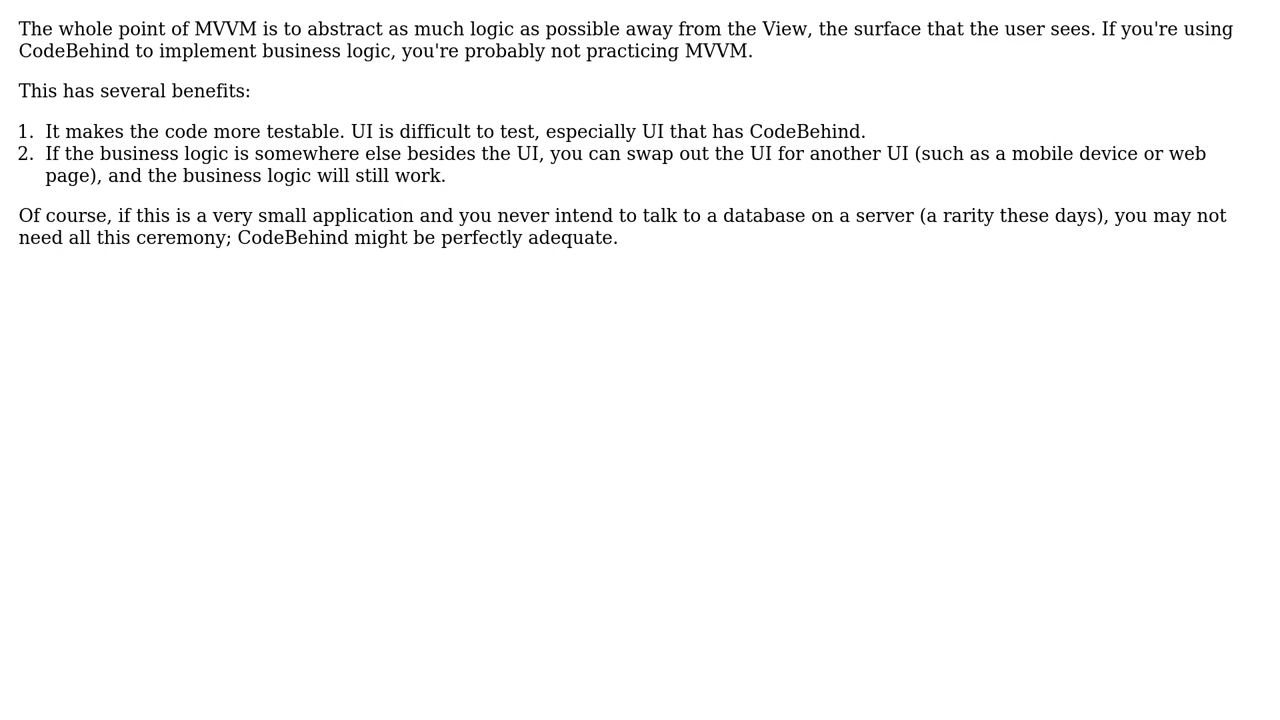 The whole point of MVVM is to abstract as much logic as possible away from the View, the surface that the user sees. If you're using
CodeBehind to implement business logic, you're probably not practicing MVVM.
This has several benefits:
1. It makes the code more testable. UI is difficult to test, especially UI that has CodeBehind.
2. If the business logic is somewhere else besides the UI, you can swap out the UI for another UI (such as a mobile device or web
page), and the business logic will still work.
Of course, if this is a very small application and you never intend to talk to a database on a server (a rarity these days), you may not
need all this ceremony; CodeBehind might be perfectly adequate.